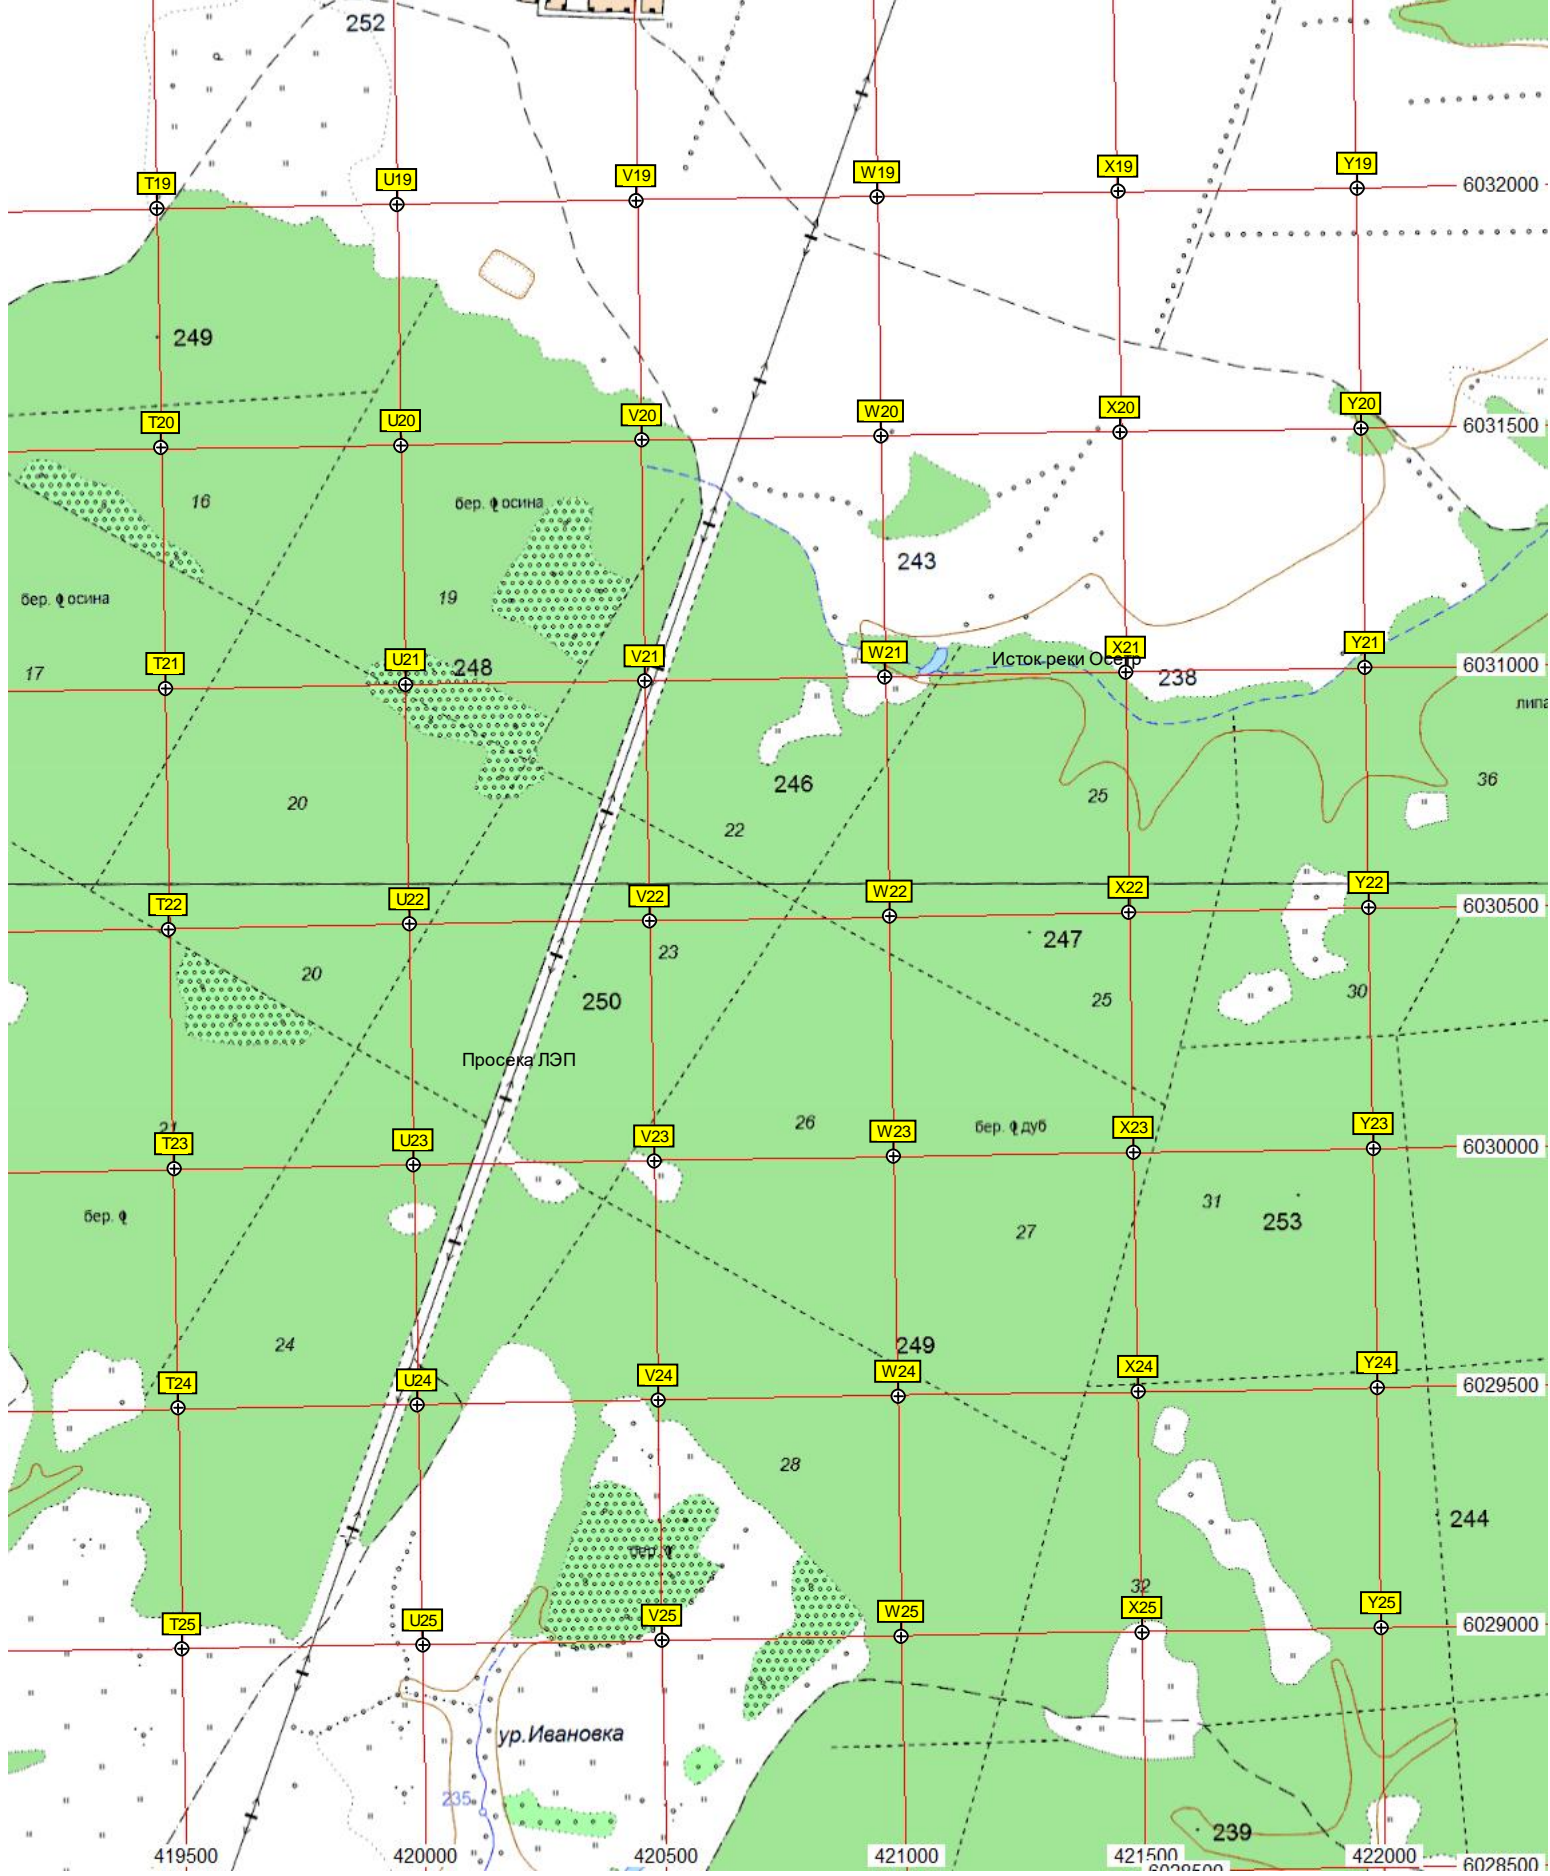 252
T19 U19 V19 W19 X19 Y19 6032000
249
T20 U20 V20 W20 X20 Y20 6031500
16 бер. осина
243
бер. осина 19
17 T21 U21 248 V21 W21 Исток реки Осётр X21 238 Y21 6031000
липа
20 246 25 36
22
T22 U22 V22 W22 X22 Y22 6030500
20 23 247
250 25 30
Просека ЛЭП
21 26 бер. дуб
T23 U23 V23 W23 X23 Y23 6030000
бер. 27 31 253
24 249
T24 U24 V24 W24 X24 Y24 6029500
28
244
бер.
32
T25 U25 V25 W25 X25 Y25 6029000
ур.Ивановка
235
239
419500 420000 420500 421000 421500 422000 6028500
6028500